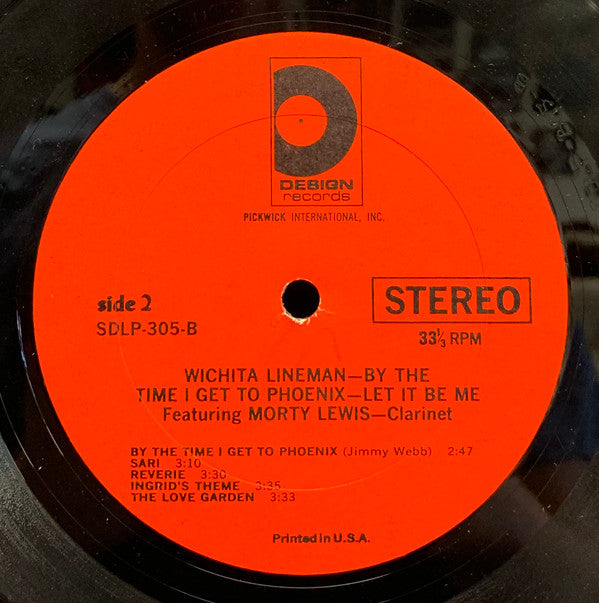 DESIGN
records
PICKWICK INTERNATIONAL, INC.
side 2
SDLP-305-B
STEREO
33⅓ RPM
WICHITA LINEMAN—BY THE
TIME I GET TO PHOENIX—LET IT BE ME
Featuring MORTY LEWIS—Clarinet
BY THE TIME I GET TO PHOENIX (Jimmy Webb) 2:47
SARI 3:10
REVERIE 3:30
INGRID'S THEME 3:35
THE LOVE GARDEN 3:33
Printed in U.S.A.